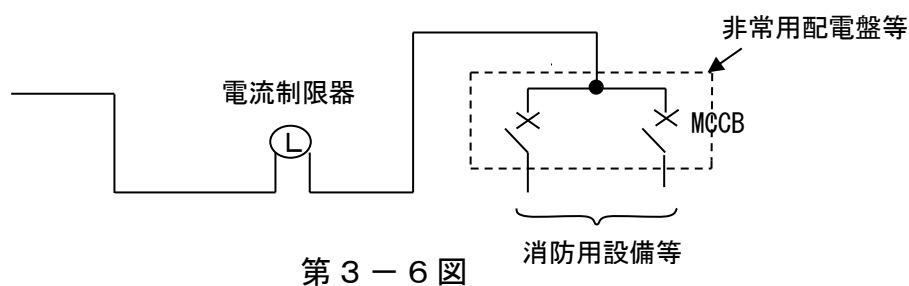 非常用配電盤等
電流制限器
L
MCCB
消防用設備等
第3-6図